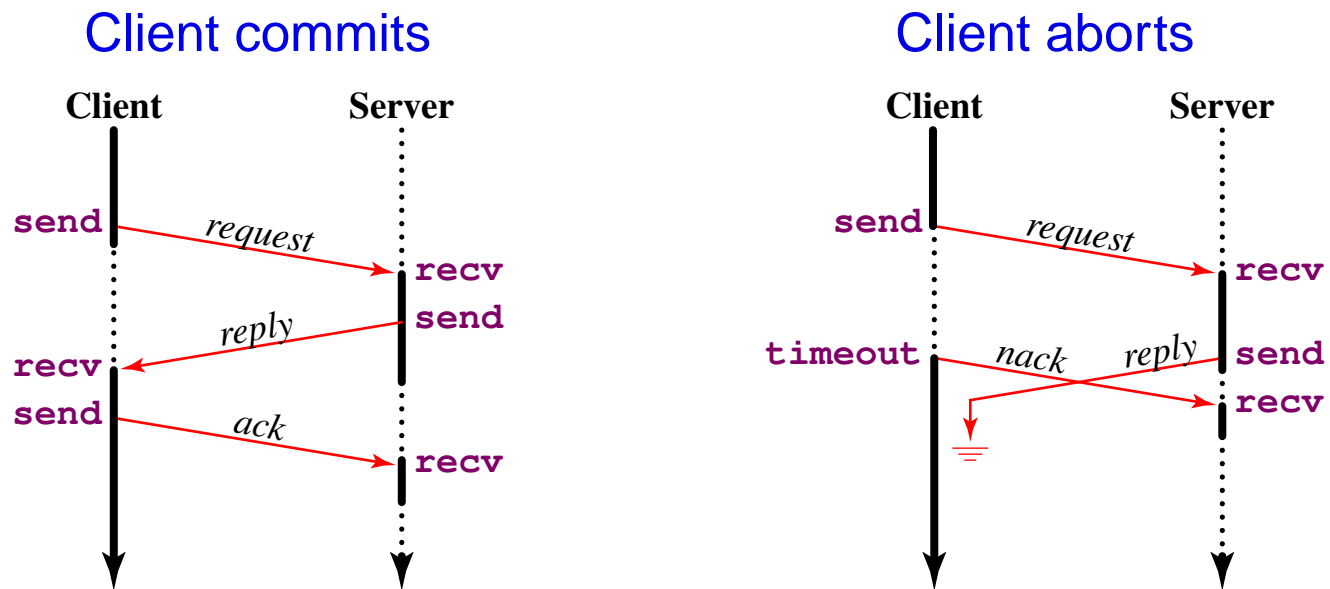 Client commits
Client
Server
send
request
recv
send
reply
recv
send
ack
recv
Client aborts
Client
Server
send
request
recv
timeout
nack
reply
send
recv